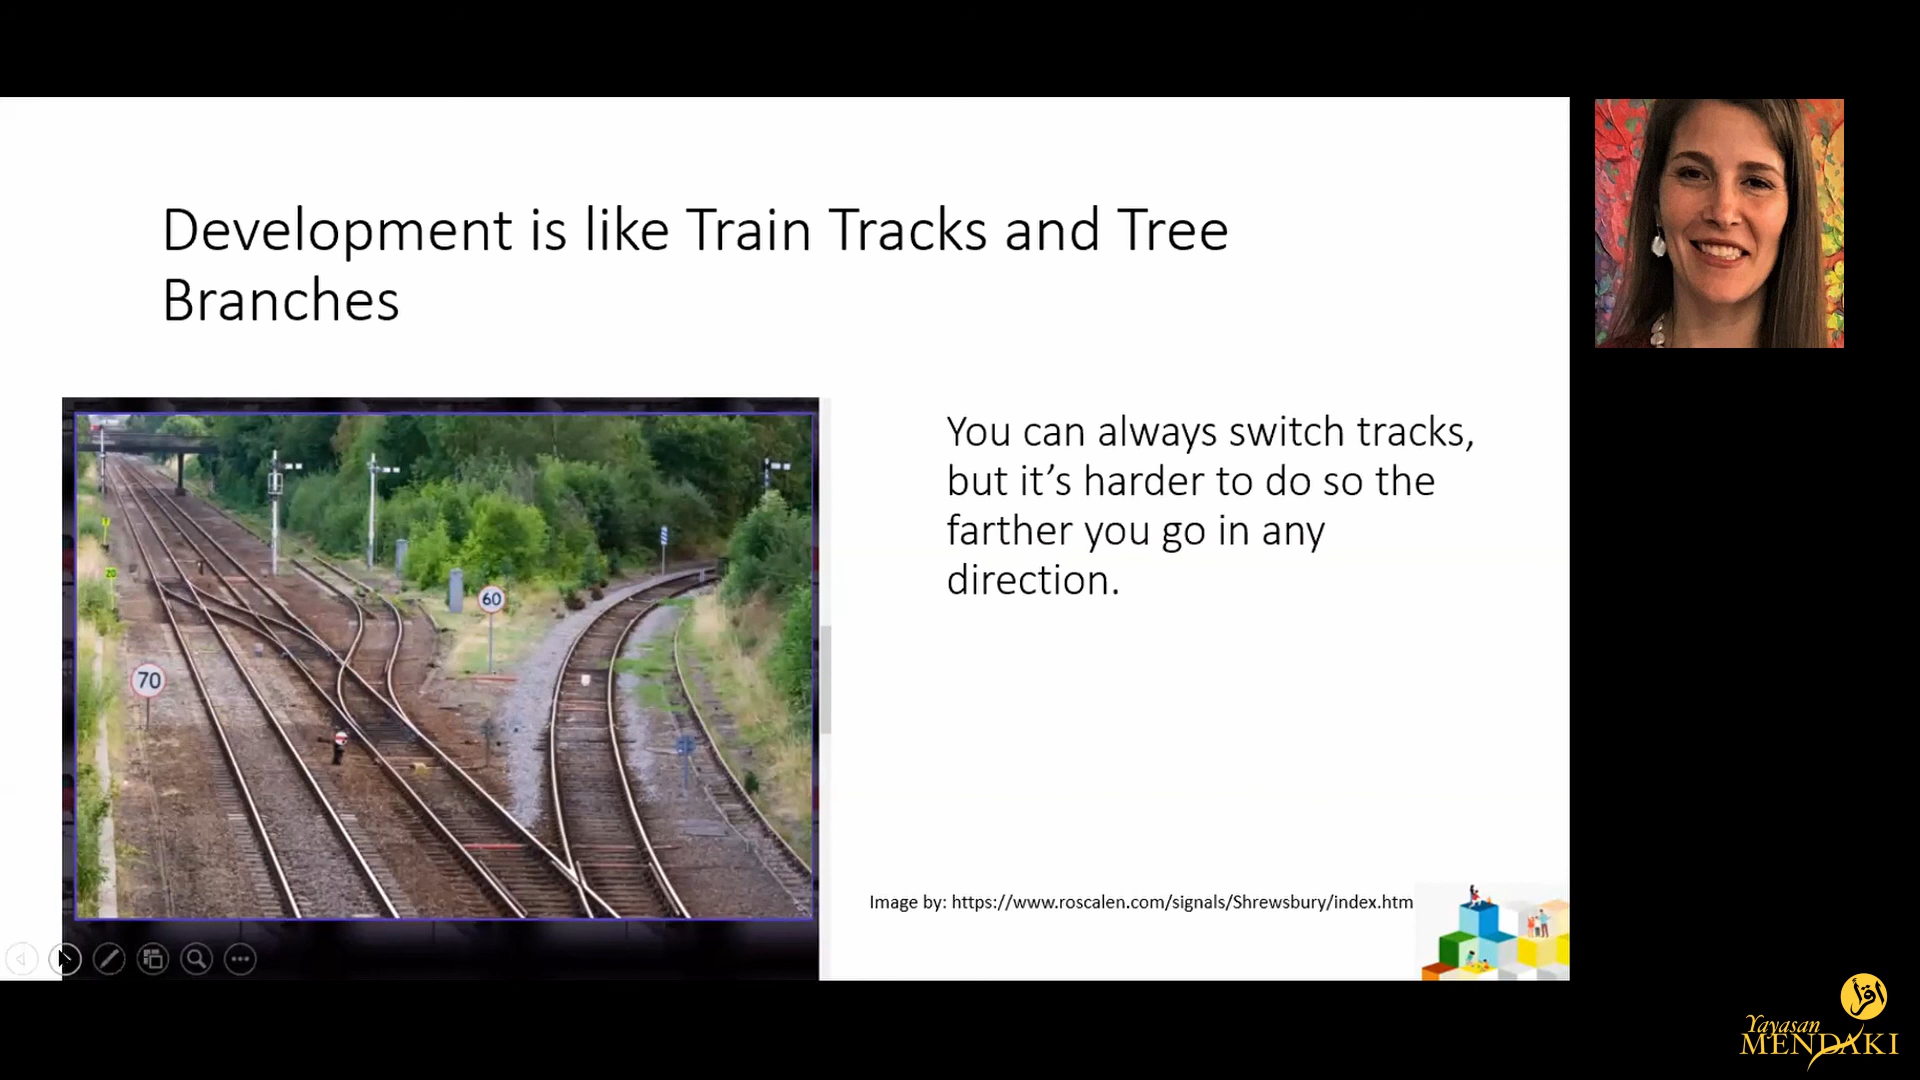 Development is like Train Tracks and Tree
Branches
You can always switch tracks,
but it’s harder to do so the
farther you go in any
direction.
60
70
20
Image by: https://www.roscalen.com/signals/Shrewsbury/index.htm
اقرأ
Yayasan
MENDAKI